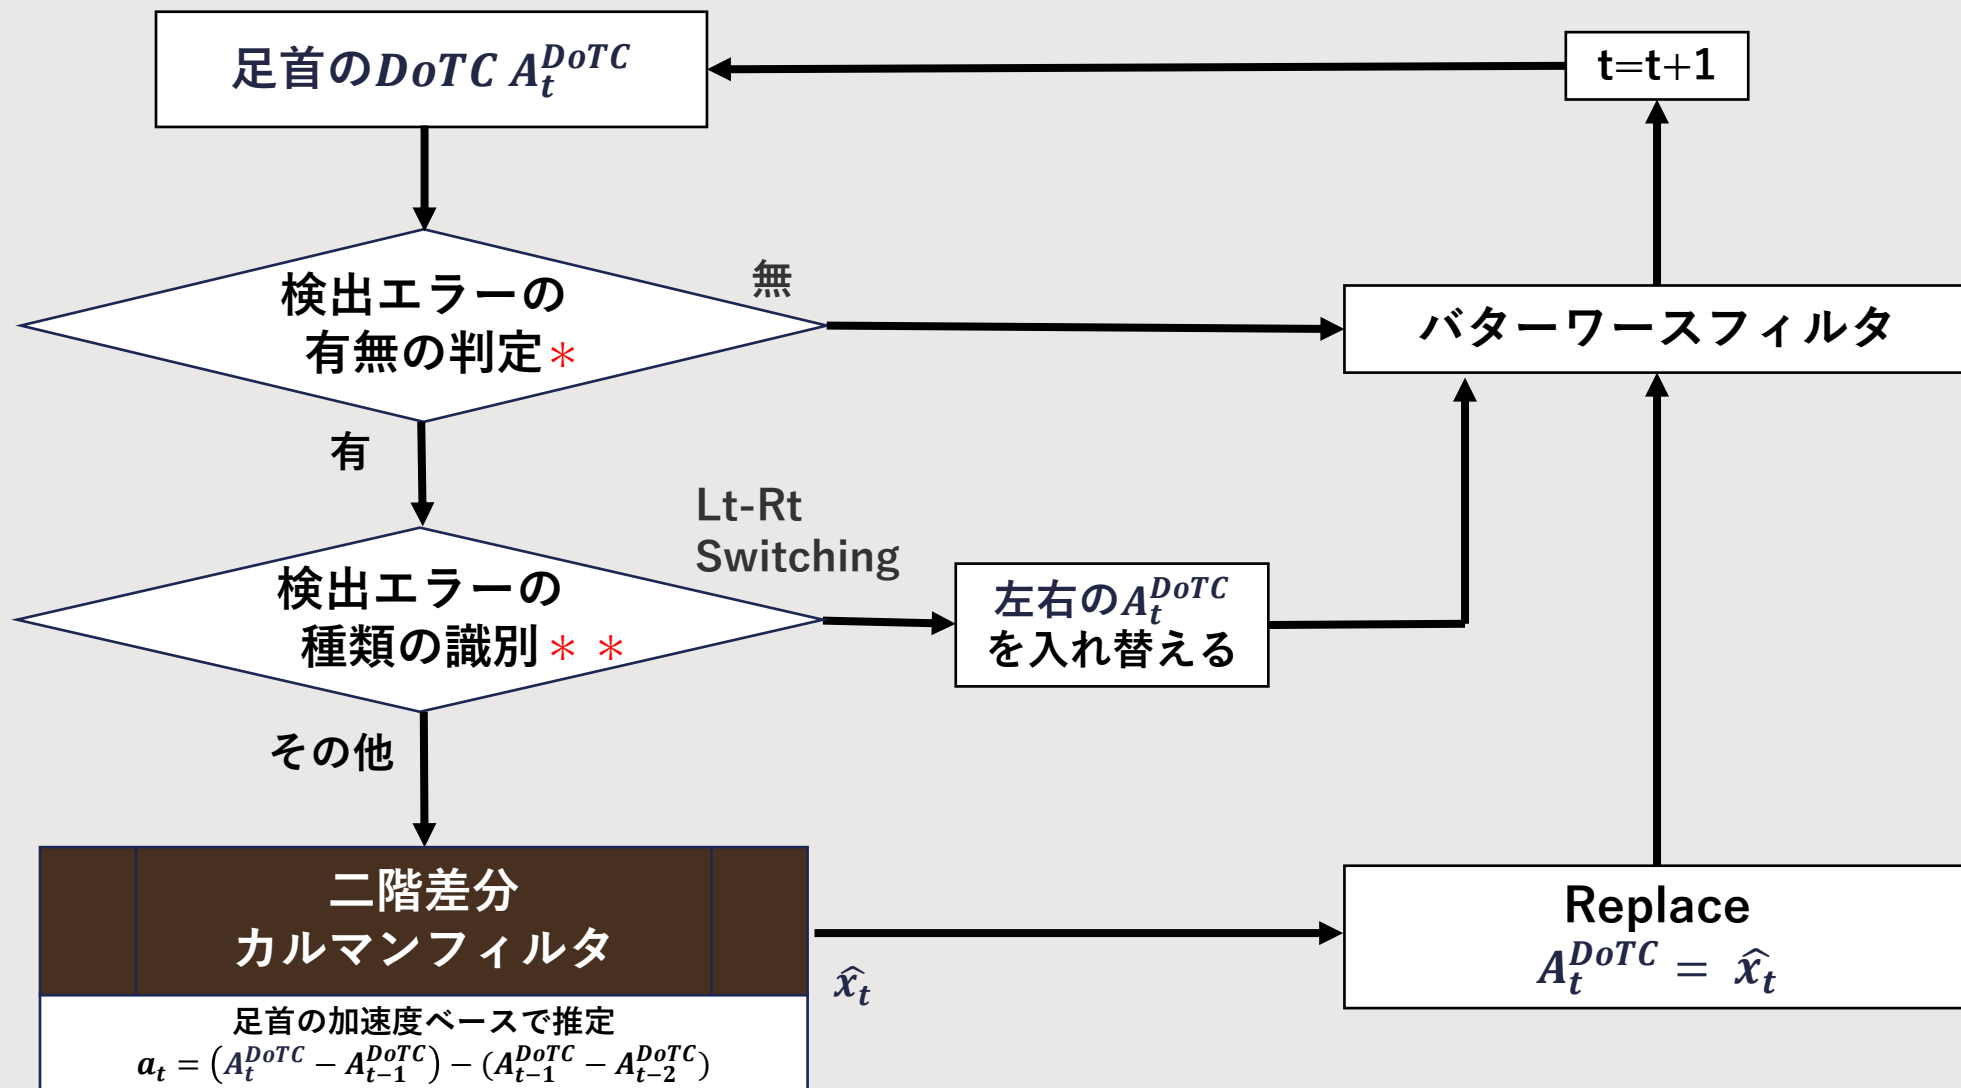 足首のDoTC A_t^{DoTC}
t=t+1
検出エラーの
有無の判定＊
無
バターワースフィルタ
有
Lt-Rt
Switching
検出エラーの
種類の識別＊＊
左右のA_t^{DoTC}
を入れ替える
その他
二階差分
カルマンフィルタ
\hat{x_t}
Replace
A_t^{DoTC} = \hat{x_t}
足首の加速度ベースで推定
a_t = (A_t^{DoTC} − A_{t-1}^{DoTC}) − (A_{t-1}^{DoTC} − A_{t-2}^{DoTC})